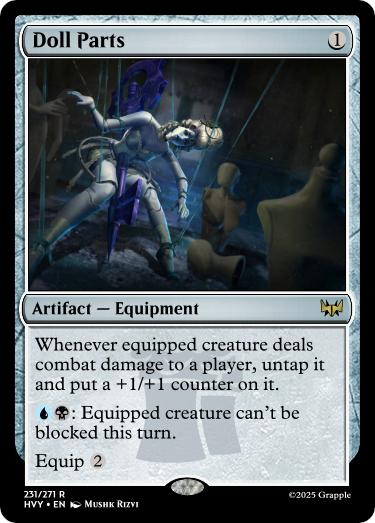 Doll Parts 1
Artifact — Equipment
Whenever equipped creature deals
combat damage to a player, untap it
and put a +1/+1 counter on it.
: Equipped creature can't be
blocked this turn.
Equip 2
231/271 R
HVY • EN Mushk Rizvi
©2025 Grapple